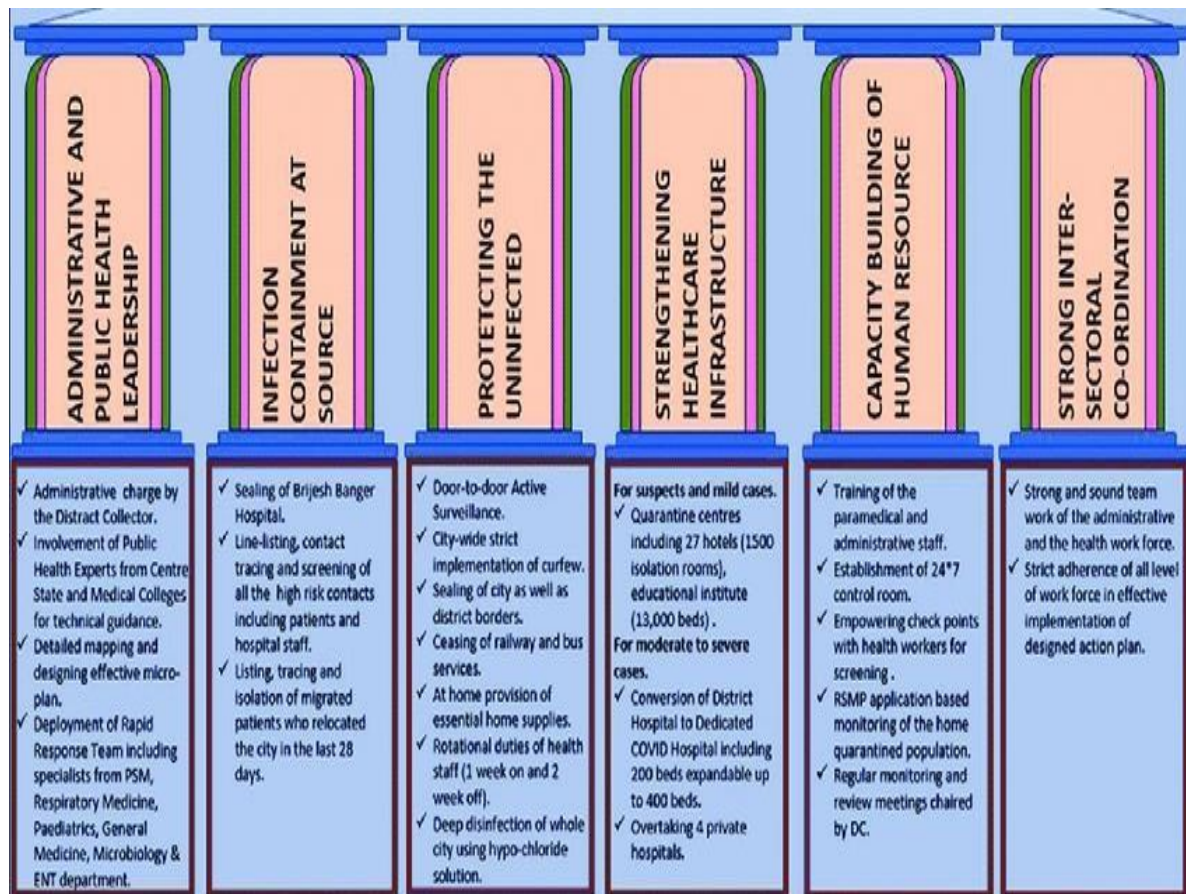 ADMINISTRATIVE AND
PUBLIC HEALTH
LEADERSHIP
INFECTION
CONTAINMENT AT
SOURCE
PROTETCTING THE
UNINFECTED
STRENGTHENING
HEALTHCARE
INFRASTRUCTURE
CAPACITY BUILDING OF
HUMAN RESOURCE
STRONG INTER-
SECTORAL
CO-ORDINATION
✓ Administrative charge by
the Distract Collector.
✓ Involvement of Public
Health Experts from Centre
State and Medical Colleges
for technical guidance.
✓ Detailed mapping and
designing effective micro-
plan.
✓ Deployment of Rapid
Response Team including
specialists from PSM,
Respiratory Medicine,
Paediatrics, General
Medicine, Microbiology &
ENT department.
✓ Sealing of Brijesh Banger
Hospital.
✓ Line-listing, contact
tracing and screening of
all the high risk contacts
including patients and
hospital staff.
✓ Listing, tracing and
isolation of migrated
patients who relocated
the city in the last 28
days.
✓ Door-to-door Active
Surveillance.
✓ City-wide strict
implementation of curfew.
✓ Sealing of city as well as
district borders.
✓ Ceasing of railway and bus
services.
✓ At home provision of
essential home supplies.
✓ Rotational duties of health
staff (1 week on and 2
week off).
✓ Deep disinfection of whole
city using hypo-chloride
solution.
For suspects and mild cases.
✓ Quarantine centres
including 27 hotels (1500
isolation rooms),
educational institute
(13,000 beds) .
For moderate to severe
cases.
✓ Conversion of District
Hospital to Dedicated
COVID Hospital including
200 beds expandable up
to 400 beds.
✓ Overtaking 4 private
hospitals.
✓ Training of the
paramedical and
administrative staff.
✓ Establishment of 24*7
control room.
✓ Empowering check points
with health workers for
screening .
✓ RSMP application based
monitoring of the home
quarantined population.
✓ Regular monitoring and
review meetings chaired
by DC.
✓ Strong and sound team
work of the administrative
and the health work force.
✓ Strict adherence of all level
of work force in effective
implementation of
designed action plan.